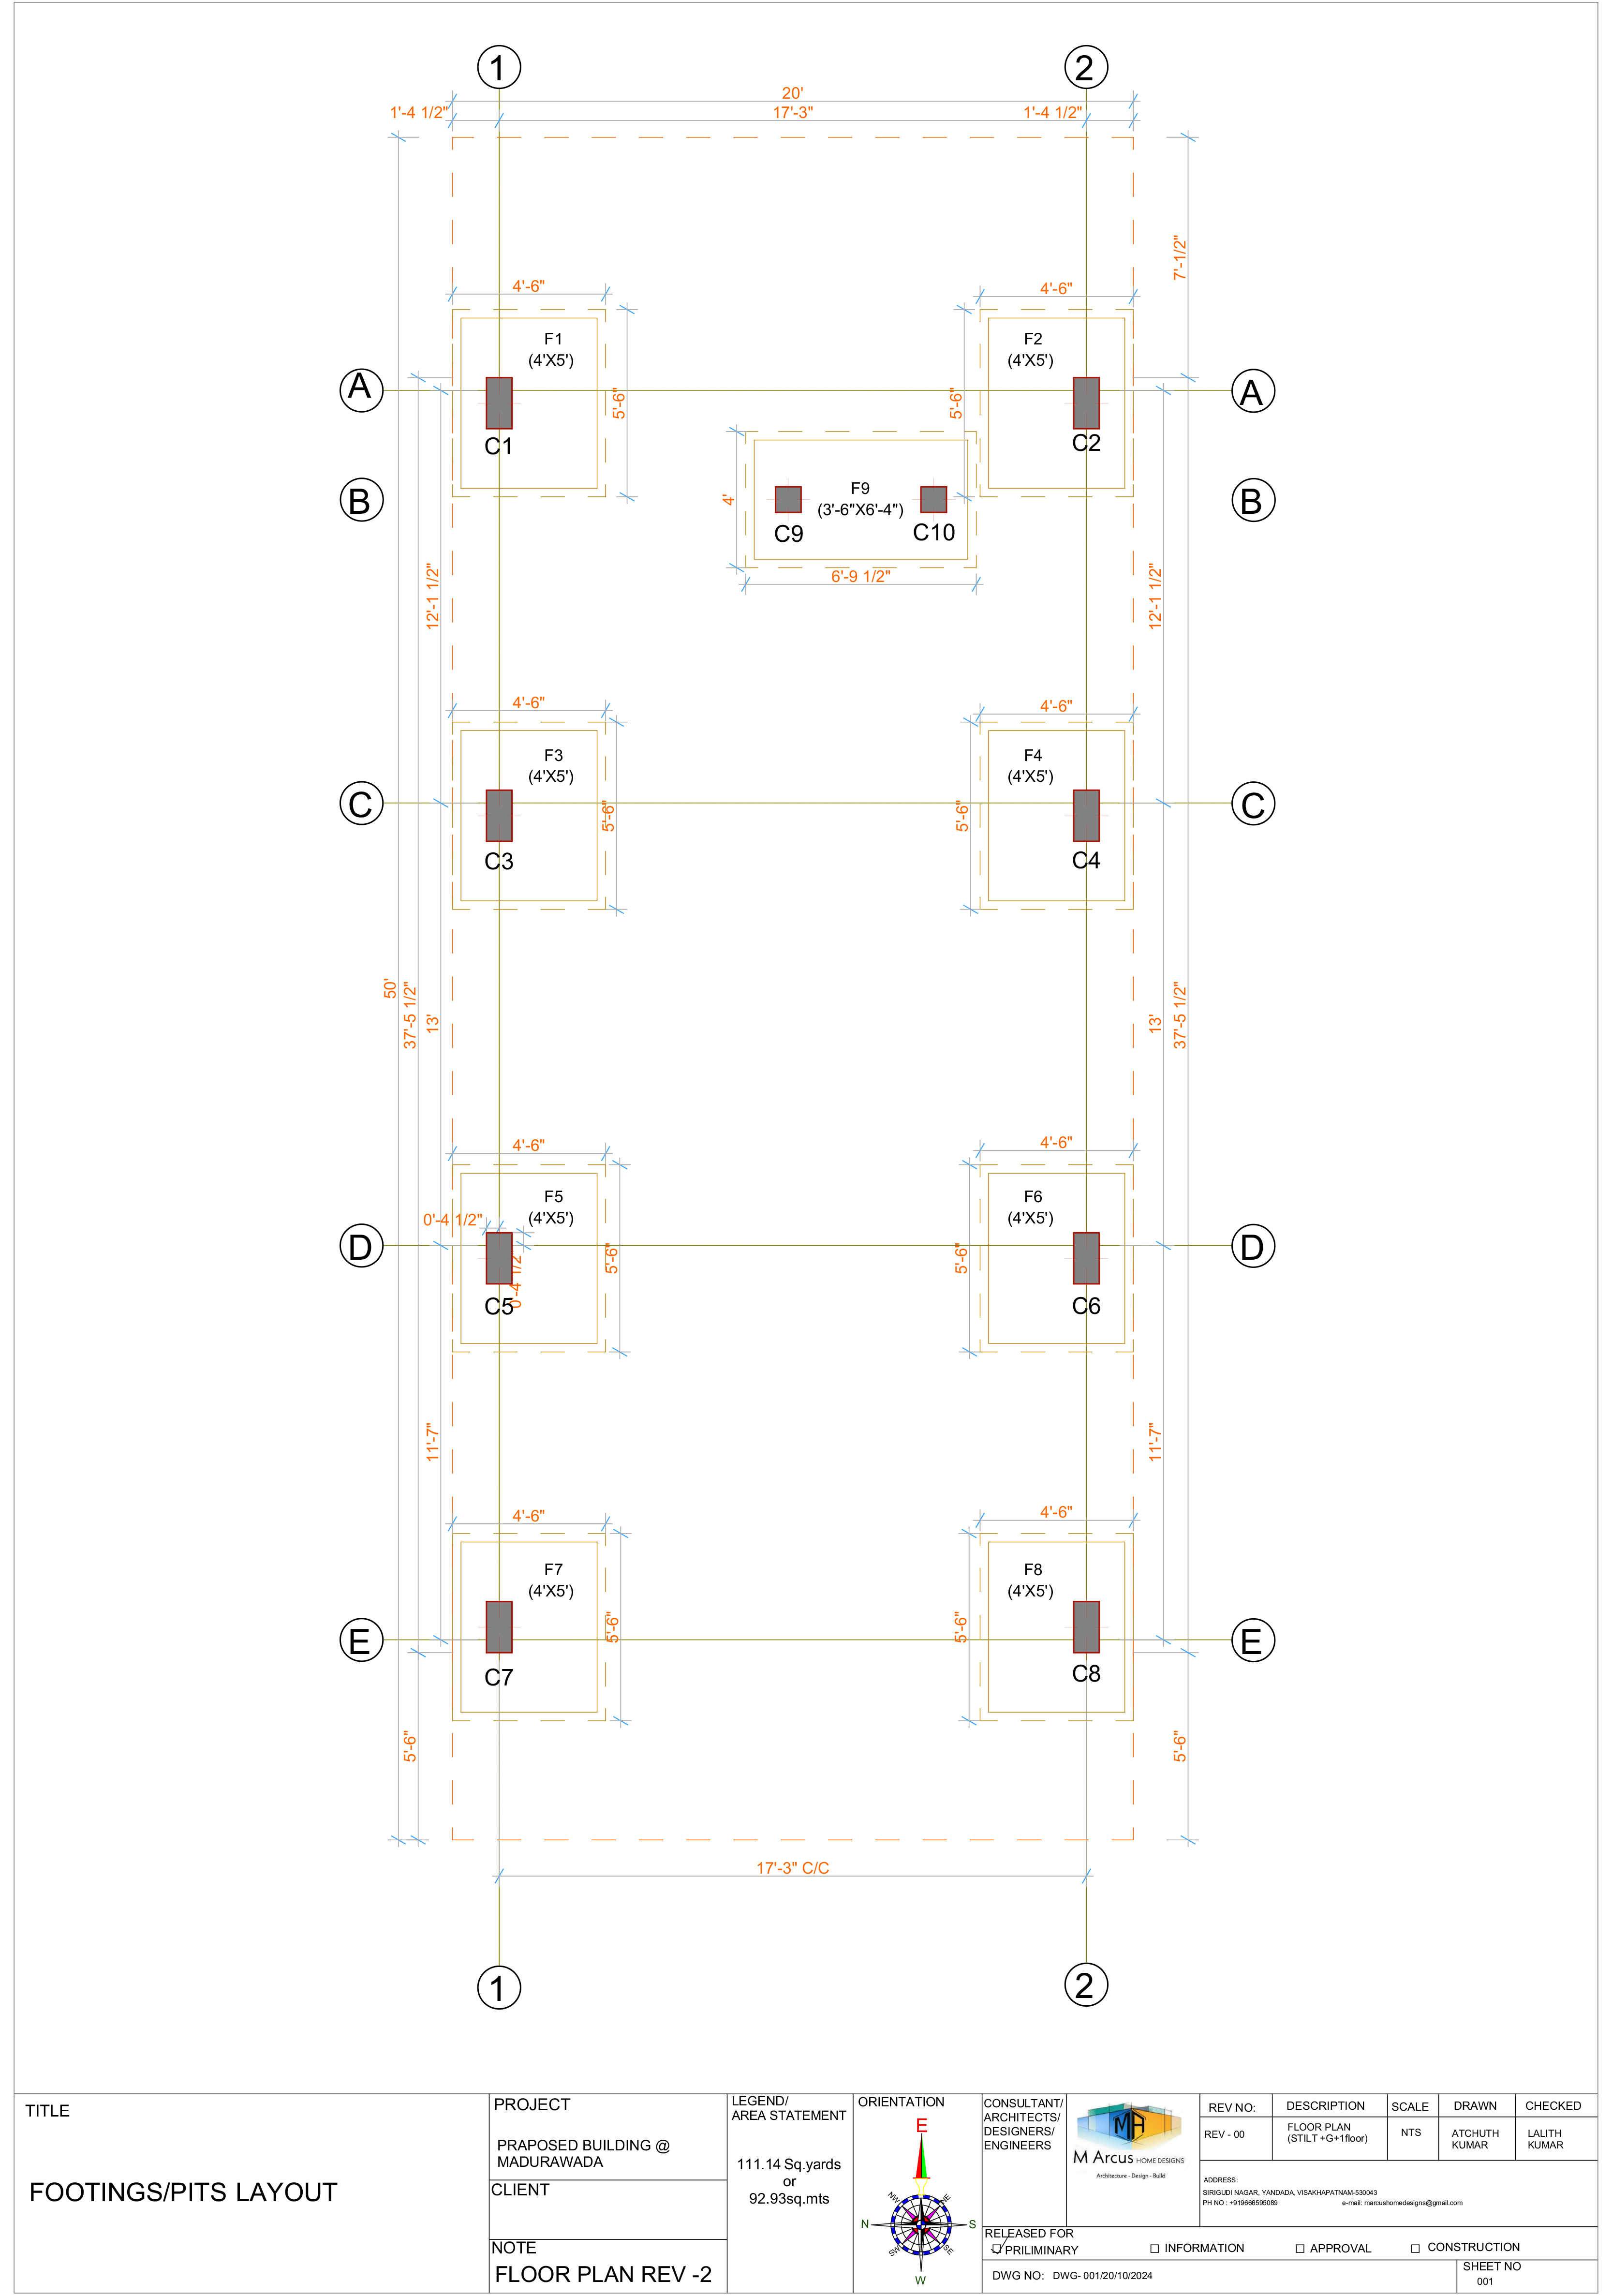 1
2
20'
1'-4 1/2"
17'-3"
1'-4 1/2"
7'-1/2"
4'-6"
4'-6"
F1
(4'X5')
F2
(4'X5')
A
A
5'-6"
5'-6"
C1
C2
B
B
4'
F9
(3'-6"X6'-4")
C9
C10
6'-9 1/2"
12'-1 1/2"
12'-1 1/2"
4'-6"
4'-6"
F3
(4'X5')
F4
(4'X5')
C
C
5'-6"
5'-6"
C3
C4
50'
37'-5 1/2"
13'
13'
37'-5 1/2"
4'-6"
4'-6"
F5
(4'X5')
F6
(4'X5')
0'-4 1/2"
D
D
0'-4 1/2"
5'-6"
5'-6"
C5
C6
11'-7"
11'-7"
4'-6"
4'-6"
F7
(4'X5')
F8
(4'X5')
E
E
5'-6"
5'-6"
C7
C8
5'-6"
5'-6"
17'-3" C/C
1
2
TITLE
FOOTINGS/PITS LAYOUT
PROJECT
PRAPOSED BUILDING @
MADURAWADA
CLIENT
NOTE
FLOOR PLAN REV -2
LEGEND/
AREA STATEMENT
111.14 Sq.yards
or
92.93sq.mts
ORIENTATION
E
NW
NE
N
S
SW
SE
W
CONSULTANT/
ARCHITECTS/
DESIGNERS/
ENGINEERS
MA
M Arcus HOME DESIGNS
Architecture - Design - Build
REV NO:
DESCRIPTION
SCALE
DRAWN
CHECKED
REV - 00
FLOOR PLAN
(STILT +G+1floor)
NTS
ATCHUTH
KUMAR
LALITH
KUMAR
ADDRESS:
SIRIGUDI NAGAR, YANDADA, VISAKHAPATNAM-530043
PH NO : +919666595089
e-mail: marcushomedesigns@gmail.com
RELEASED FOR
PRILIMINARY
INFORMATION
APPROVAL
CONSTRUCTION
DWG NO: DWG- 001/20/10/2024
SHEET NO
001